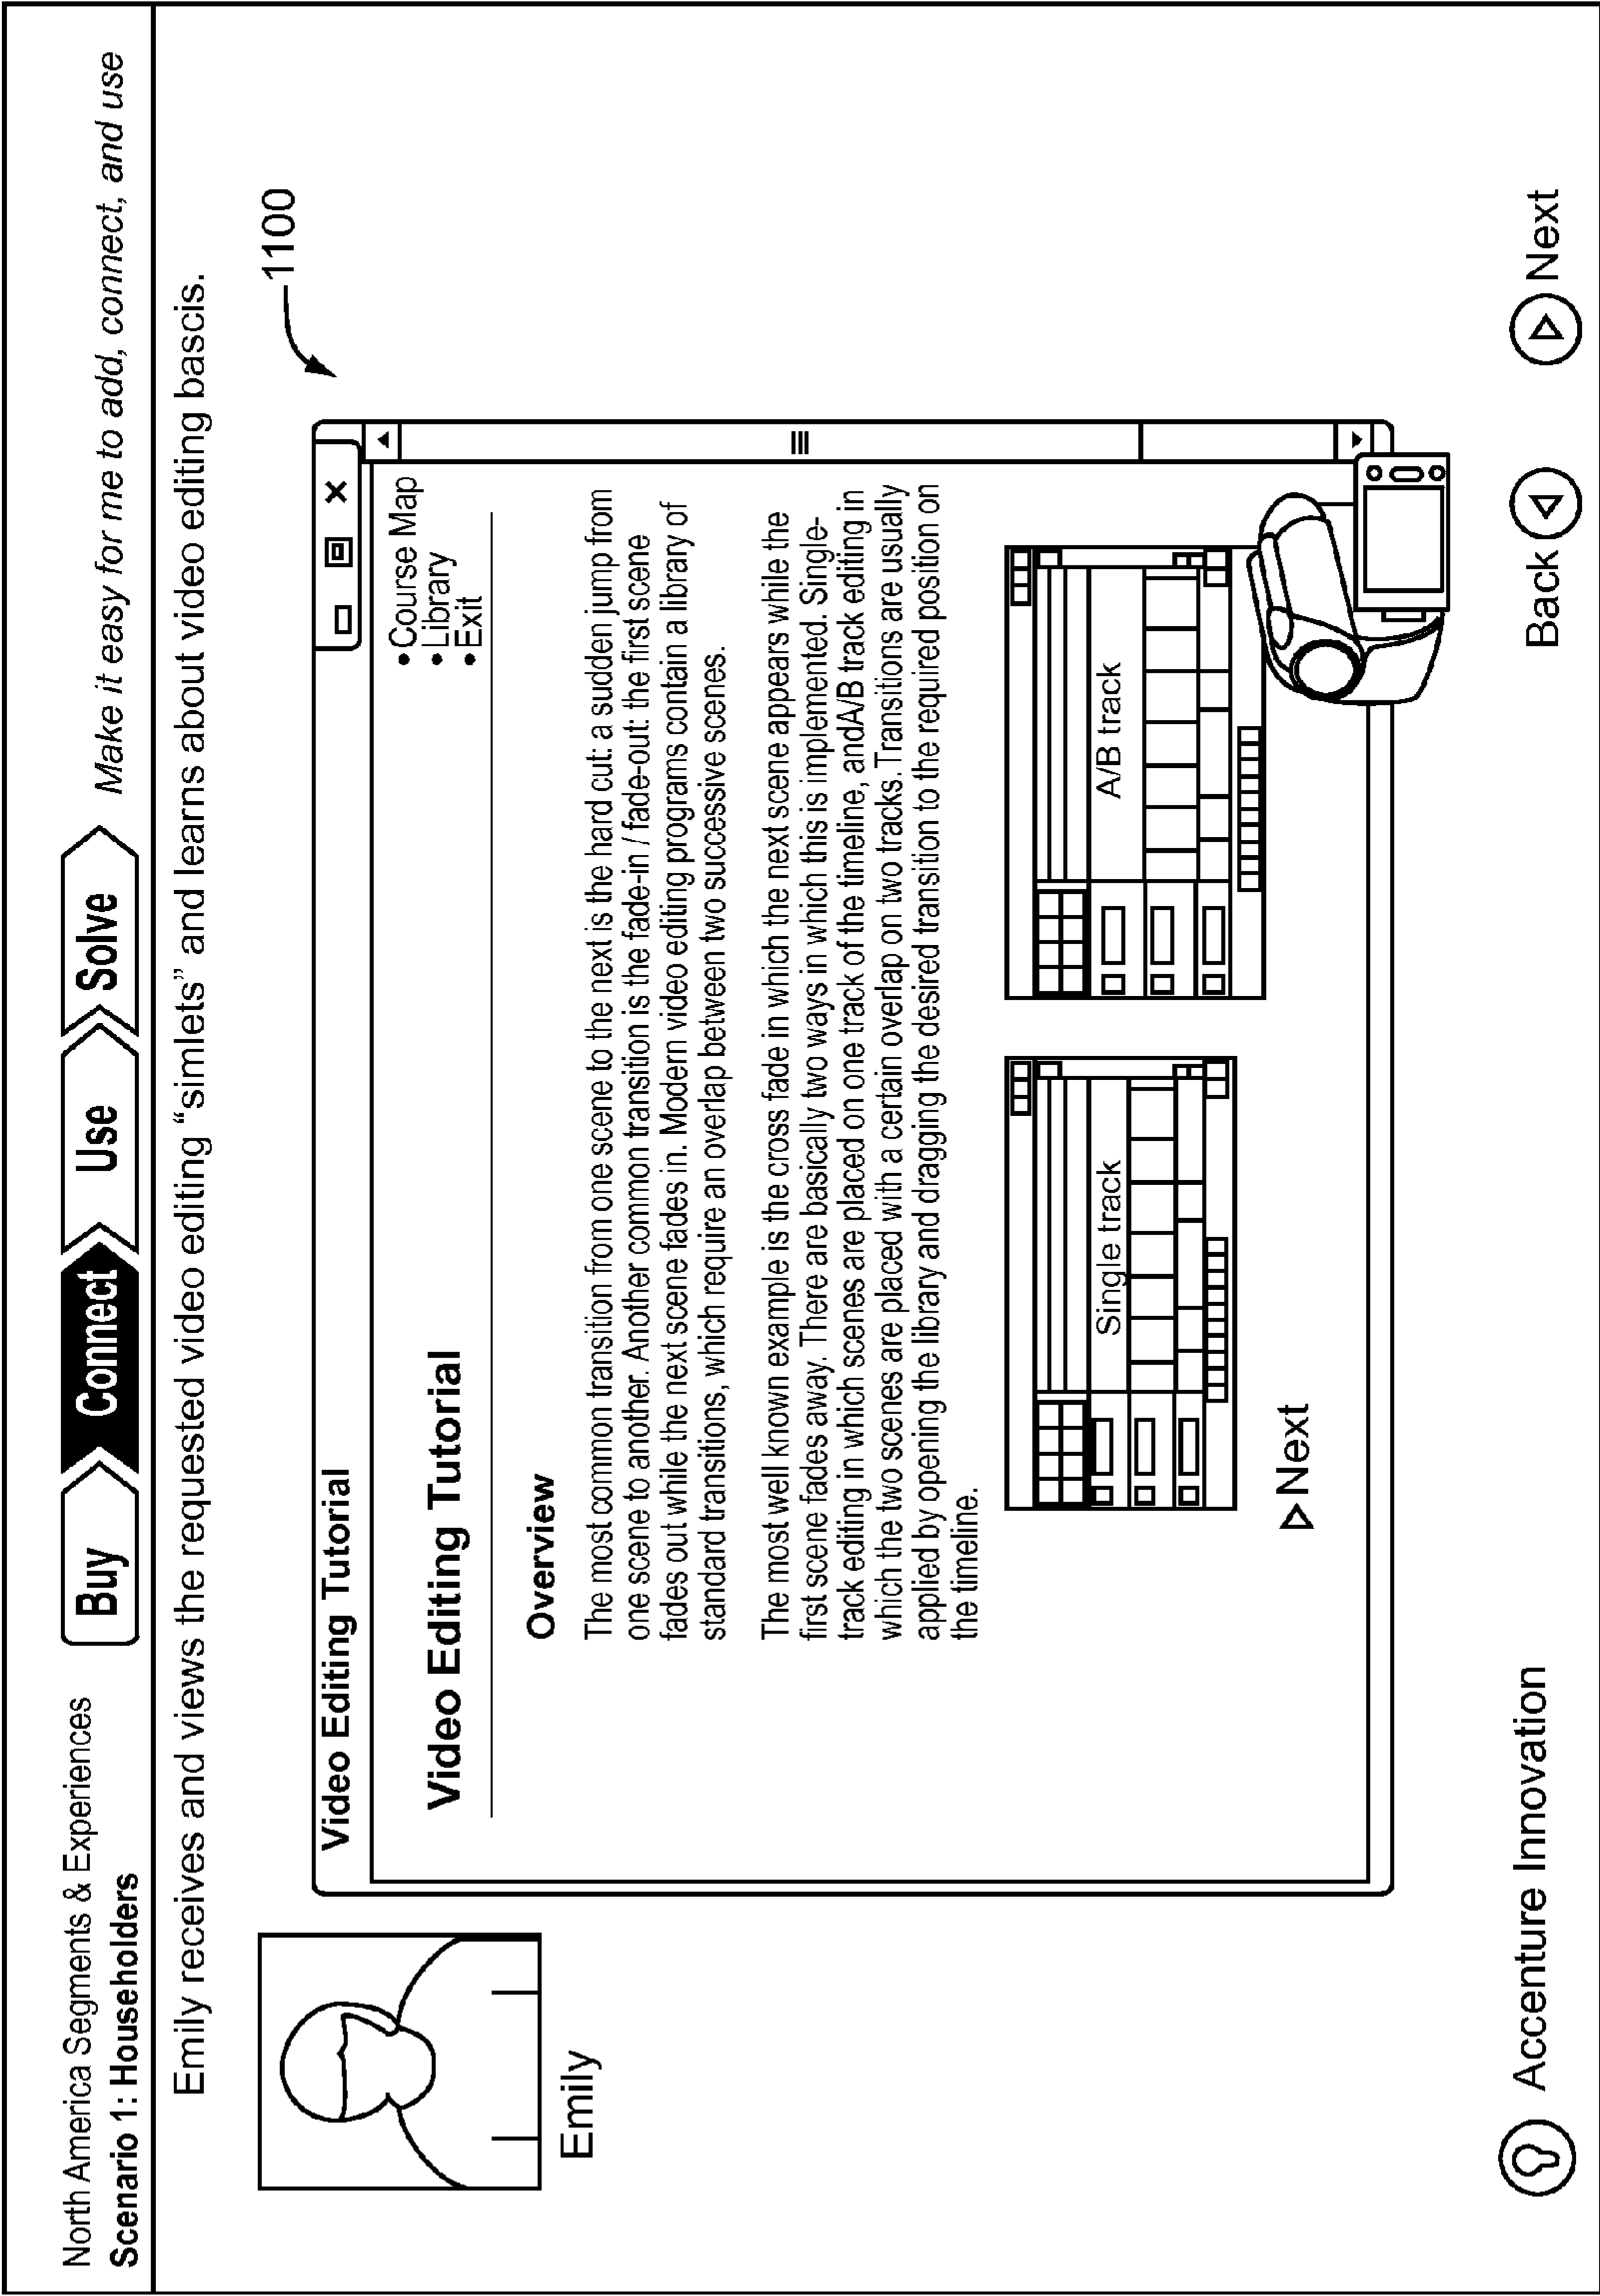 North America Segments & Experiences
Scenario 1: Householders
Buy
Connect
Use
Solve
Make it easy for me to add, connect, and use
Emily receives and views the requested video editing “simlets” and learns about video editing bascis.
1100
Emily
Video Editing Tutorial
Video Editing Tutorial
•Course Map
•Library
•Exit
Overview
The most common transition from one scene to the next is the hard cut: a sudden jump from
one scene to another. Another common transition is the fade-in / fade-out: the first scene
fades out while the next scene fades in. Modern video editing programs contain a library of
standard transitions, which require an overlap between two successive scenes.
The most well known example is the cross fade in which the next scene appears while the
first scene fades away. There are basically two ways in which this is implemented. Single-
track editing in which scenes are placed on one track of the timeline, andA/B track editing in
which the two scenes are placed with a certain overlap on two tracks. Transitions are usually
applied by opening the library and dragging the desired transition to the required position on
the timeline.
Single track
A/B track
Next
Accenture Innovation
Back
Next